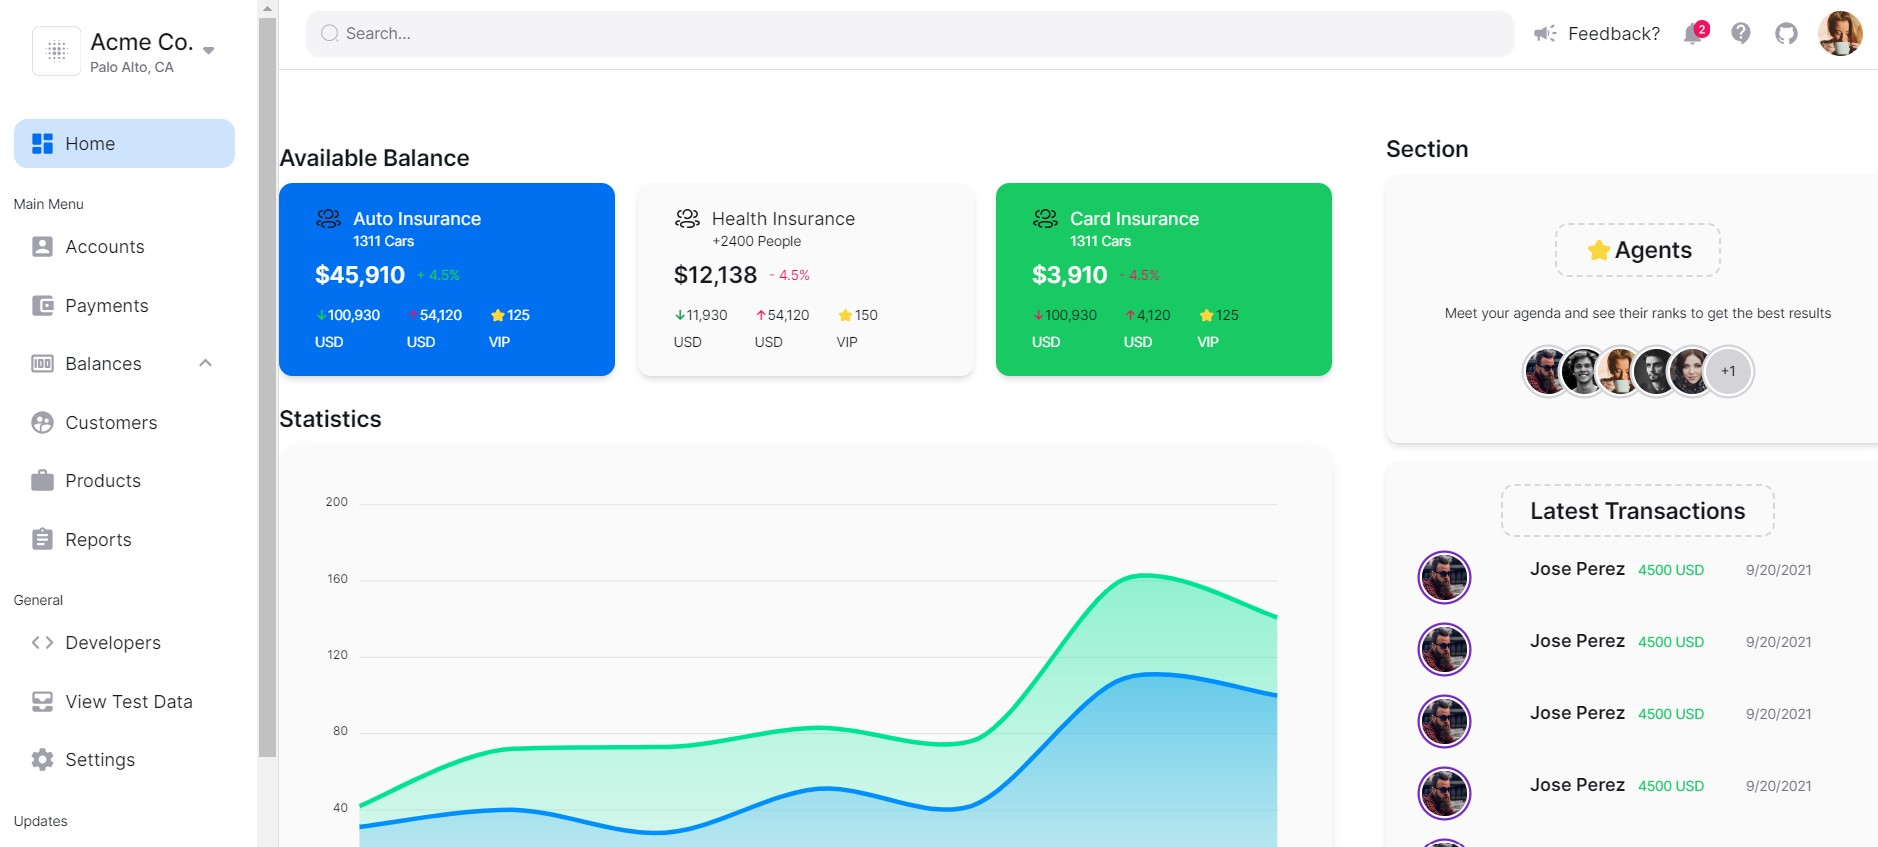 Acme Co.
Palo Alto, CA
Home
Main Menu
Accounts
Payments
Balances
Customers
Products
Reports
General
Developers
View Test Data
Settings
Updates
Search...
Feedback?
2
Available Balance
Auto Insurance
1311 Cars
$45,910 + 4.5%
↓100,930 ↑54,120 ⭐125
USD USD VIP
Health Insurance
+2400 People
$12,138 - 4.5%
↓11,930 ↑54,120 ⭐150
USD USD VIP
Card Insurance
1311 Cars
$3,910 - 4.5%
↓100,930 ↑4,120 ⭐125
USD USD VIP
Statistics
200
160
120
80
40
Section
⭐Agents
Meet your agenda and see their ranks to get the best results
+1
Latest Transactions
Jose Perez 4500 USD 9/20/2021
Jose Perez 4500 USD 9/20/2021
Jose Perez 4500 USD 9/20/2021
Jose Perez 4500 USD 9/20/2021